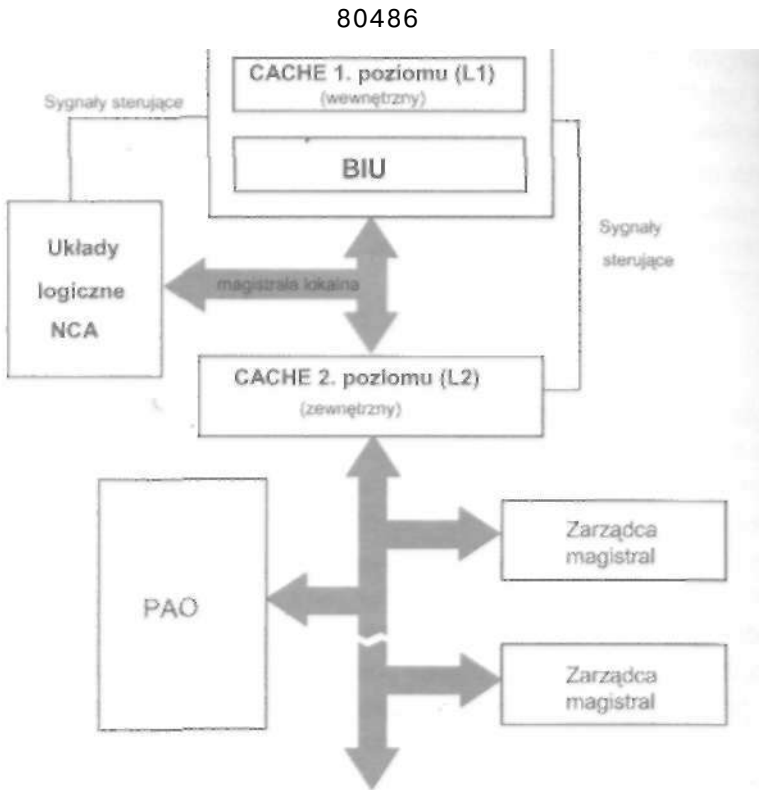 80486
CACHE 1. poziomu (L1)
(wewnętrzny)
Sygnały sterujące
BIU
Układy
logiczne
NCA
magistrala lokalna
Sygnały
sterujące
CACHE 2. poziomu (L2)
(zewnętrzny)
PAO
Zarządca
magistral
Zarządca
magistral